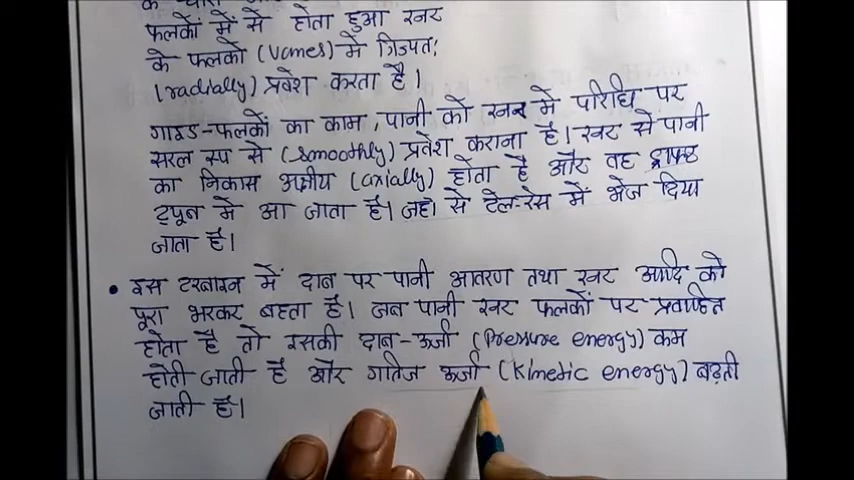 फलकों में से होता हुआ रनर
के फलकों (Vanes) में त्रिज्यत:
(radially) प्रवेश करता है।
गाइड-फलकों का काम, पानी को रनर में परिधि पर
सरल रुप से (smoothly) प्रवेश कराना है। रनर से पानी
का निकास अक्षीय (axially) होता है और वह ड्राफ्ट
ट्यूब में आ जाता है। जहाँ से टेल-रेस में भेज दिया
जाता है।
• इस टरबाइन में दाब पर पानी आवरण तथा रनर आदि को
पूरा भरकर बहता है। जब पानी रनर फलकों पर प्रवाहित
होता है तो इसकी दाब-ऊर्जा (Pressure energy) कम
होती जाती है और गतिज ऊर्जा (Kinetic energy) बढ़ती
जाती है।